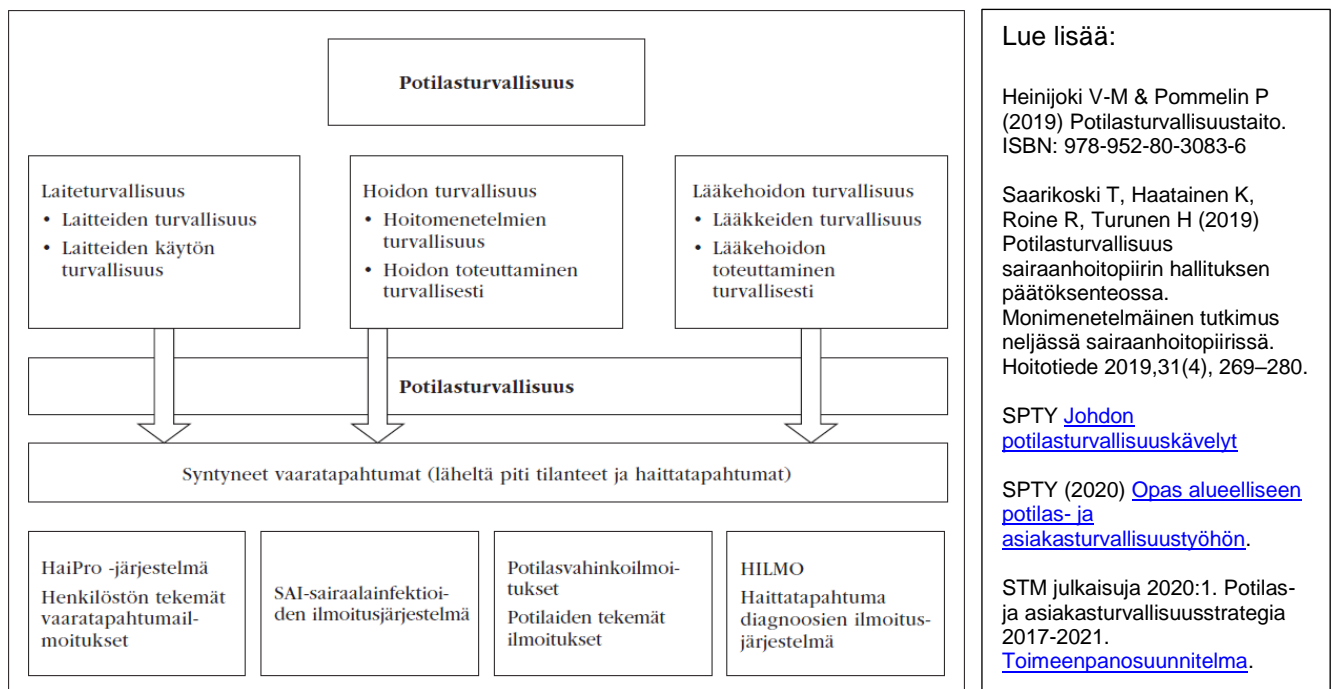 Potilasturvallisuus
Laiteturvallisuus
• Laitteiden turvallisuus
• Laitteiden käytön
turvallisuus
Hoidon turvallisuus
• Hoitomenetelmien
turvallisuus
• Hoidon toteuttaminen
turvallisesti
Lääkehoidon turvallisuus
• Lääkkeiden turvallisuus
• Lääkehoidon
toteuttaminen
turvallisesti
Potilasturvallisuus
Syntyneet vaaratapahtumat (läheltä piti tilanteet ja haittatapahtumat)
HaiPro -järjestelmä
Henkilöstön tekemät
vaaratapahtumail-
moitukset
SAI-sairaalainfektioi-
den ilmoitusjärjestelmä
Potilasvahinkoilmoi-
tukset
Potilaiden tekemät
ilmoitukset
HILMO
Haittatapahtuma
diagnoosien ilmoitus-
järjestelmä
Lue lisää:
Heinijoki V-M & Pommelin P
(2019) Potilasturvallisuustaito.
ISBN: 978-952-80-3083-6
Saarikoski T, Haatainen K,
Roine R, Turunen H (2019)
Potilasturvallisuus
sairaanhoitopiirin hallituksen
päätöksenteossa.
Monimenetelmäinen tutkimus
neljässä sairaanhoitopiirissä.
Hoitotiede 2019,31(4), 269–280.
SPTY Johdon
potilasturvallisuuskävelyt
SPTY (2020) Opas alueelliseen
potilas- ja
asiakasturvallisuustyöhön.
STM julkaisuja 2020:1. Potilas-
ja asiakasturvallisuusstrategia
2017-2021.
Toimeenpanosuunnitelma.